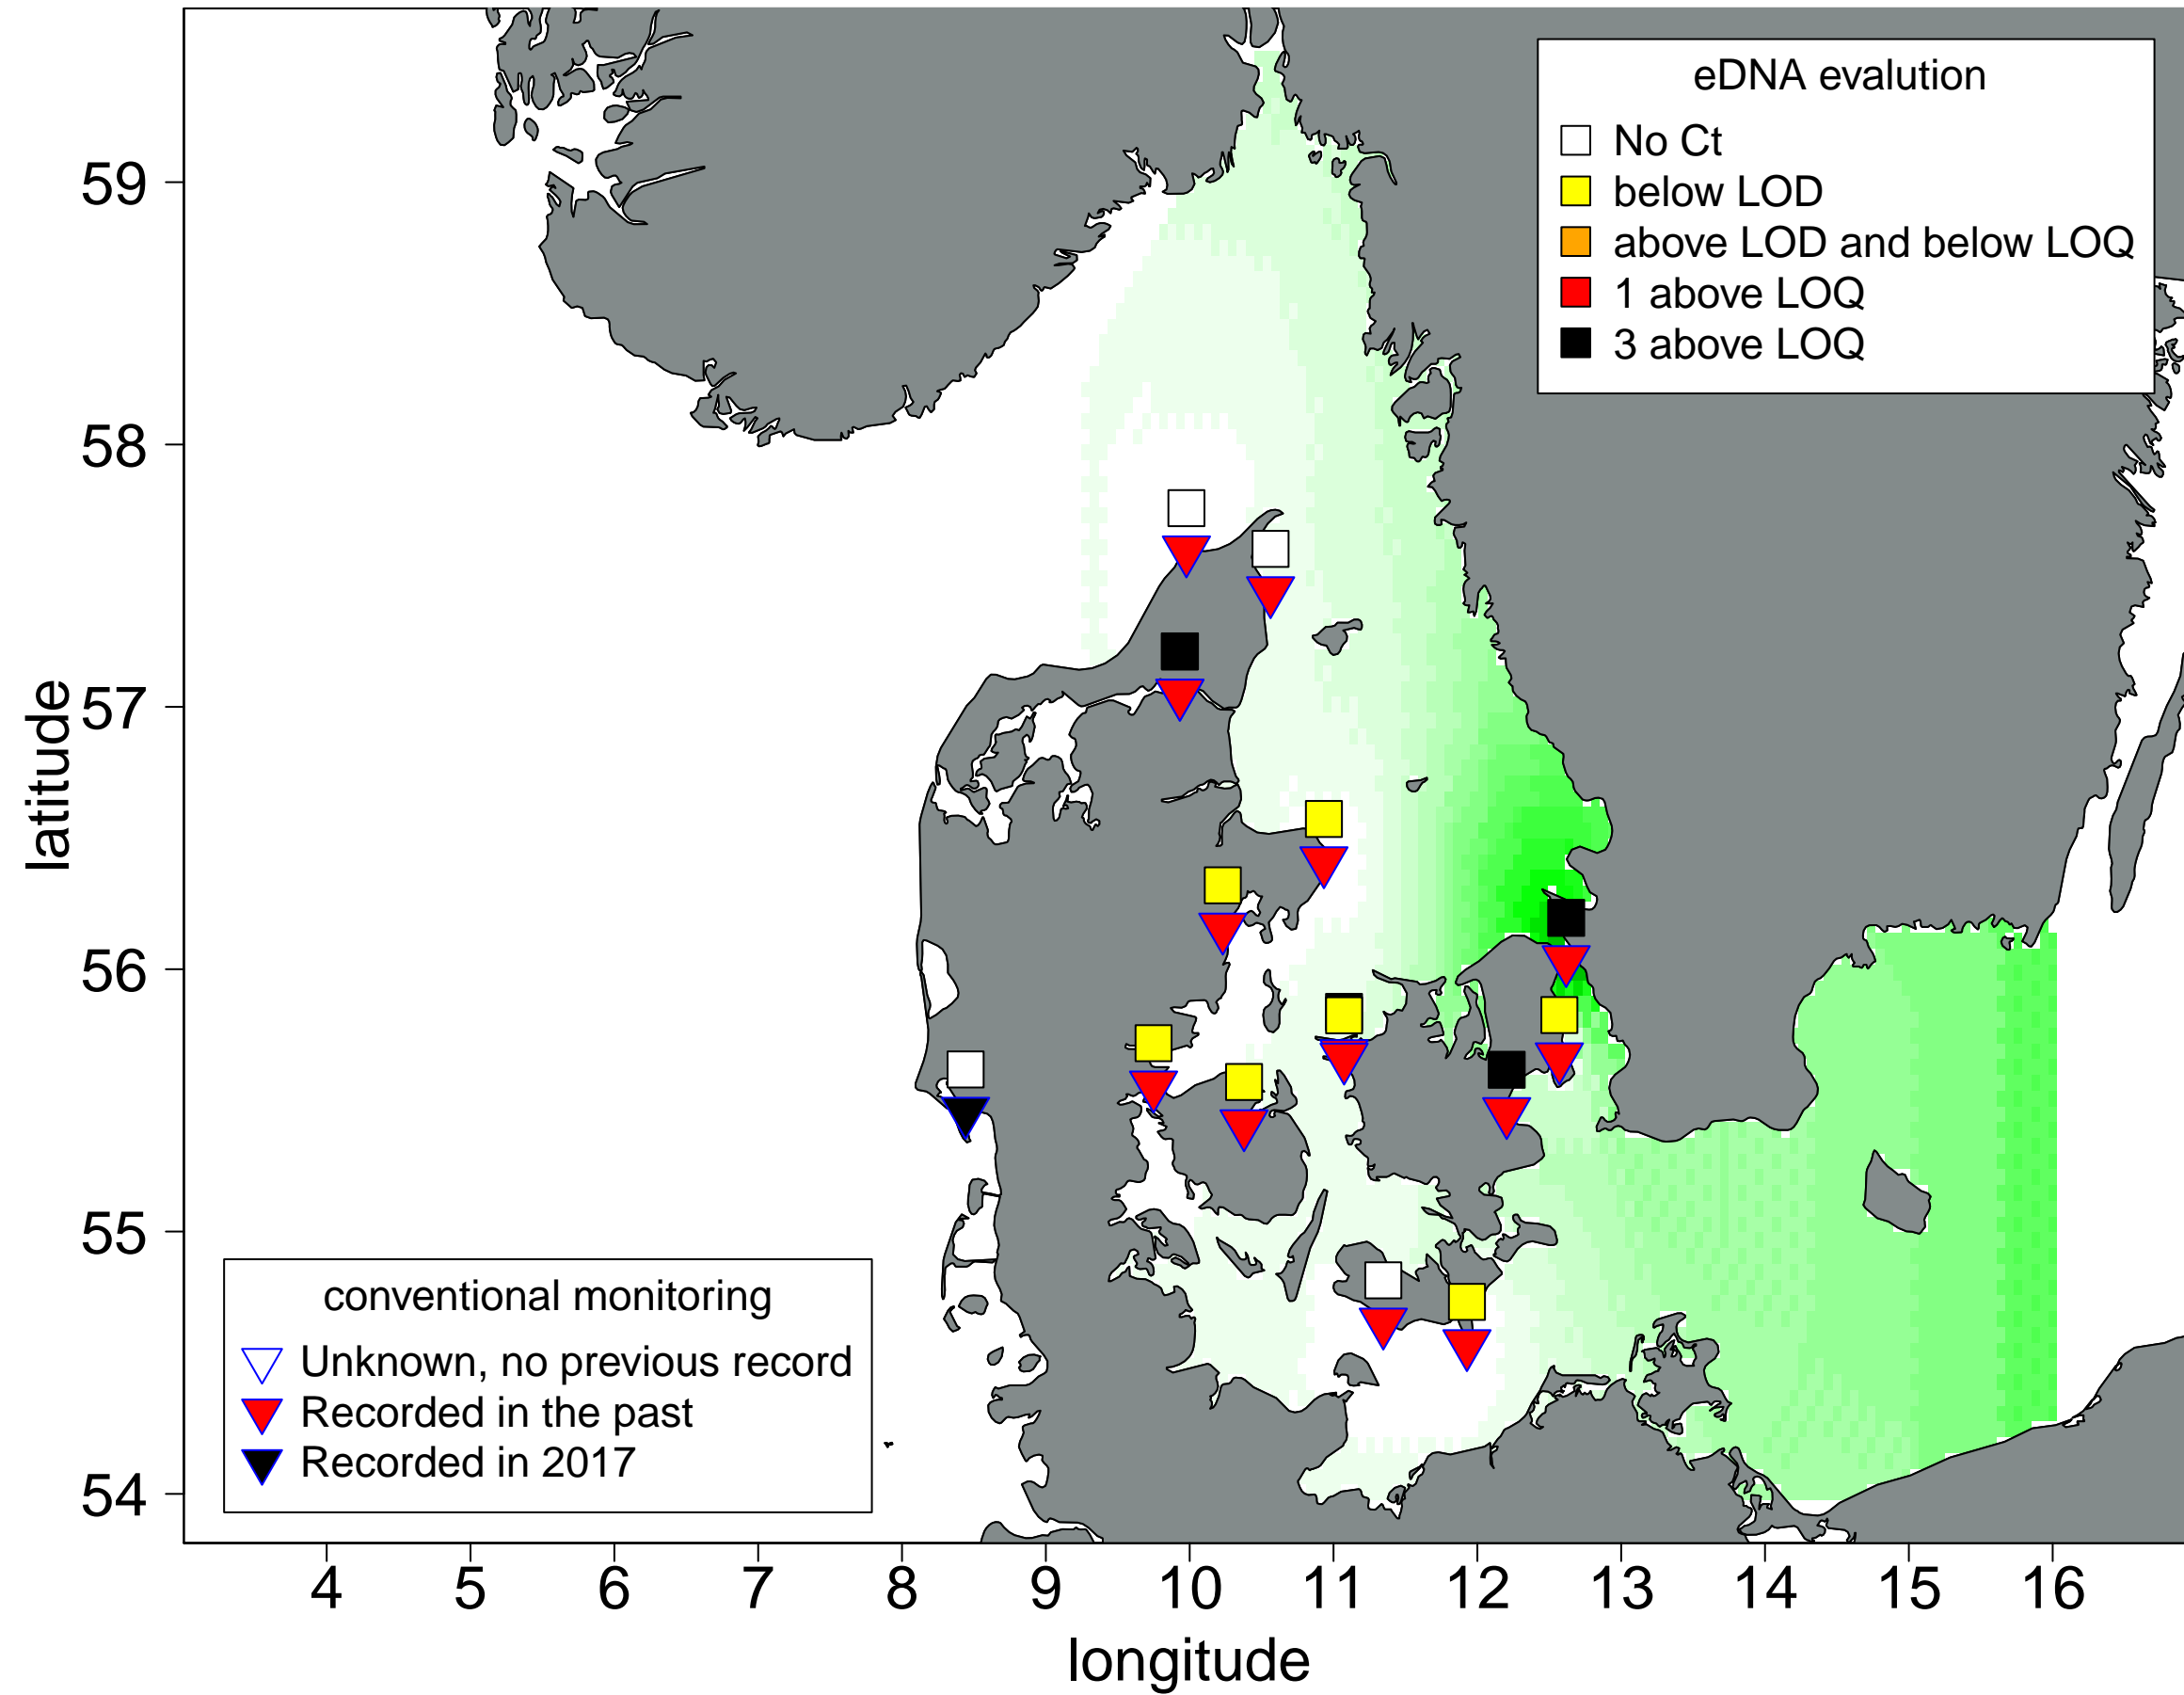 eDNA evalution
No Ct
below LOD
above LOD and below LOQ
1 above LOQ
3 above LOQ
59
58
57
56
55
54
latitude
conventional monitoring
Unknown, no previous record
Recorded in the past
Recorded in 2017
4 5 6 7 8 9 10 11 12 13 14 15 16
longitude